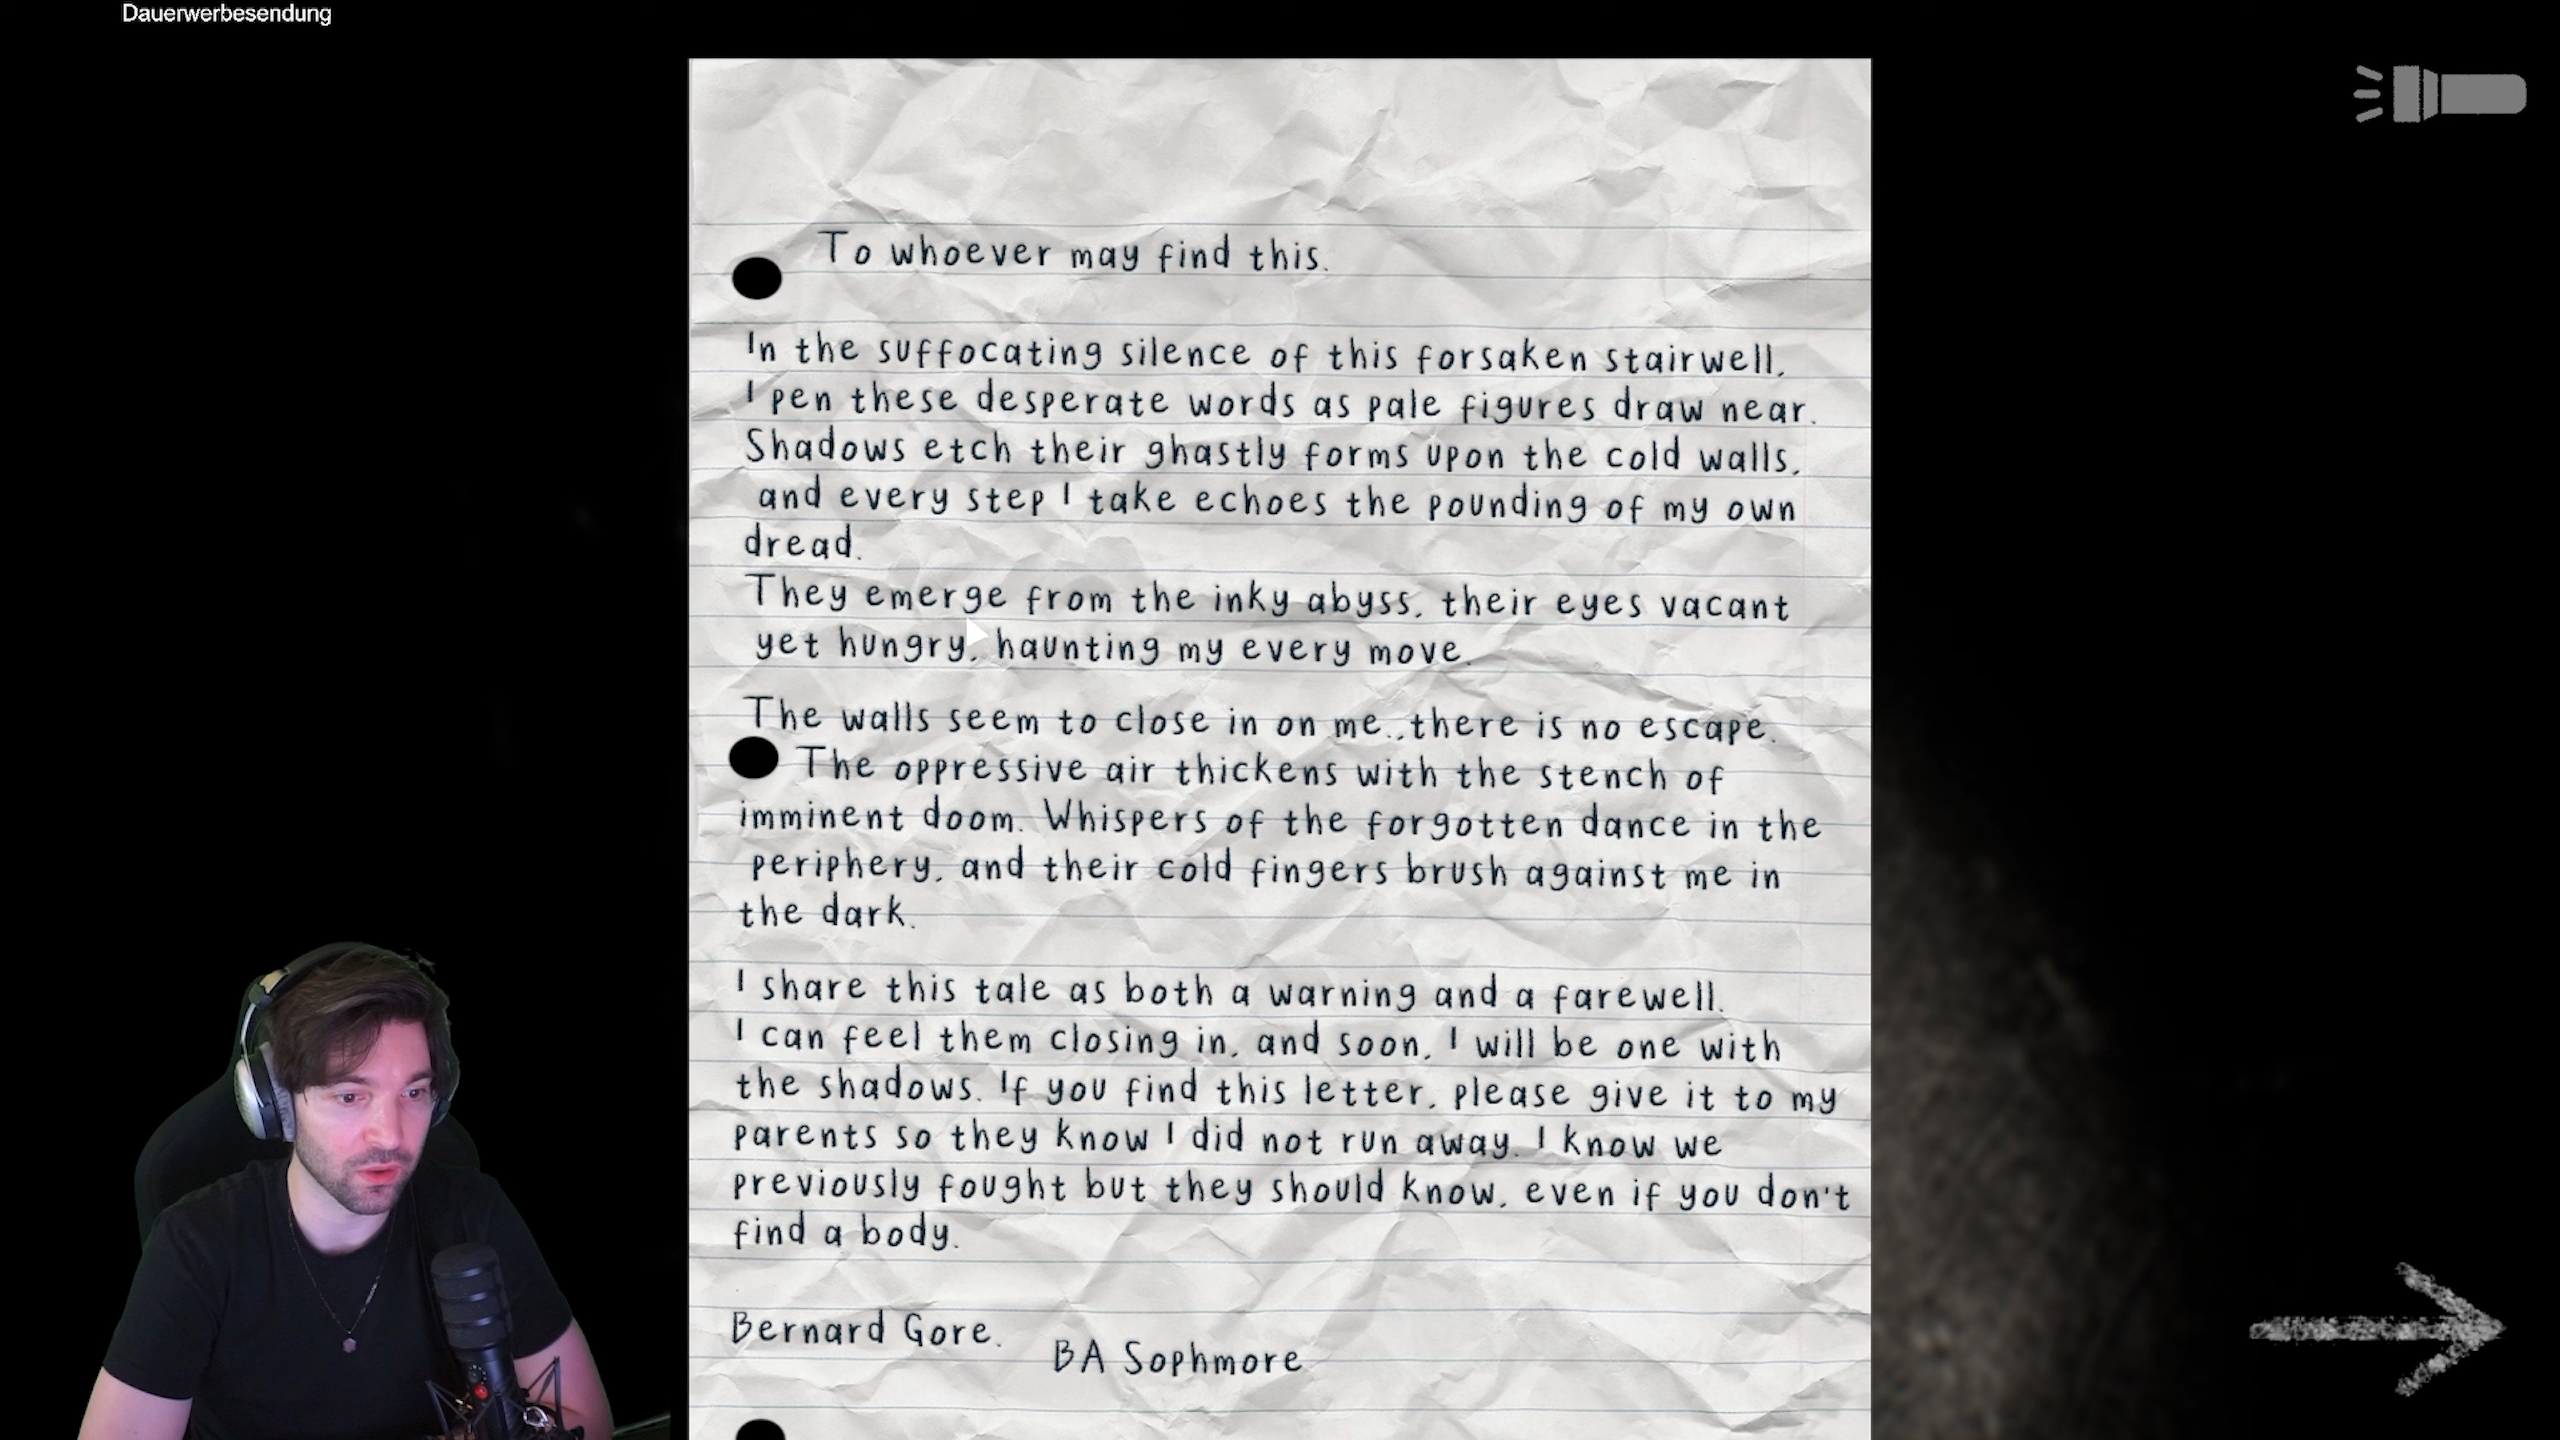 Dauerwerbesendung
To whoever may find this.
In the suffocating silence of this forsaken stairwell,
I pen these desperate words as pale figures draw near.
Shadows etch their ghastly forms upon the cold walls,
and every step I take echoes the pounding of my own
dread.
They emerge from the inky abyss, their eyes vacant
yet hungry, haunting my every move.
The walls seem to close in on me..there is no escape.
The oppressive air thickens with the stench of
imminent doom. Whispers of the forgotten dance in the
periphery, and their cold fingers brush against me in
the dark.
I share this tale as both a warning and a farewell.
I can feel them closing in, and soon, I will be one with
the shadows. If you find this letter, please give it to my
parents so they know I did not run away. I know we
previously fought but they should know, even if you don't
find a body.
Bernard Gore.
BA Sophmore